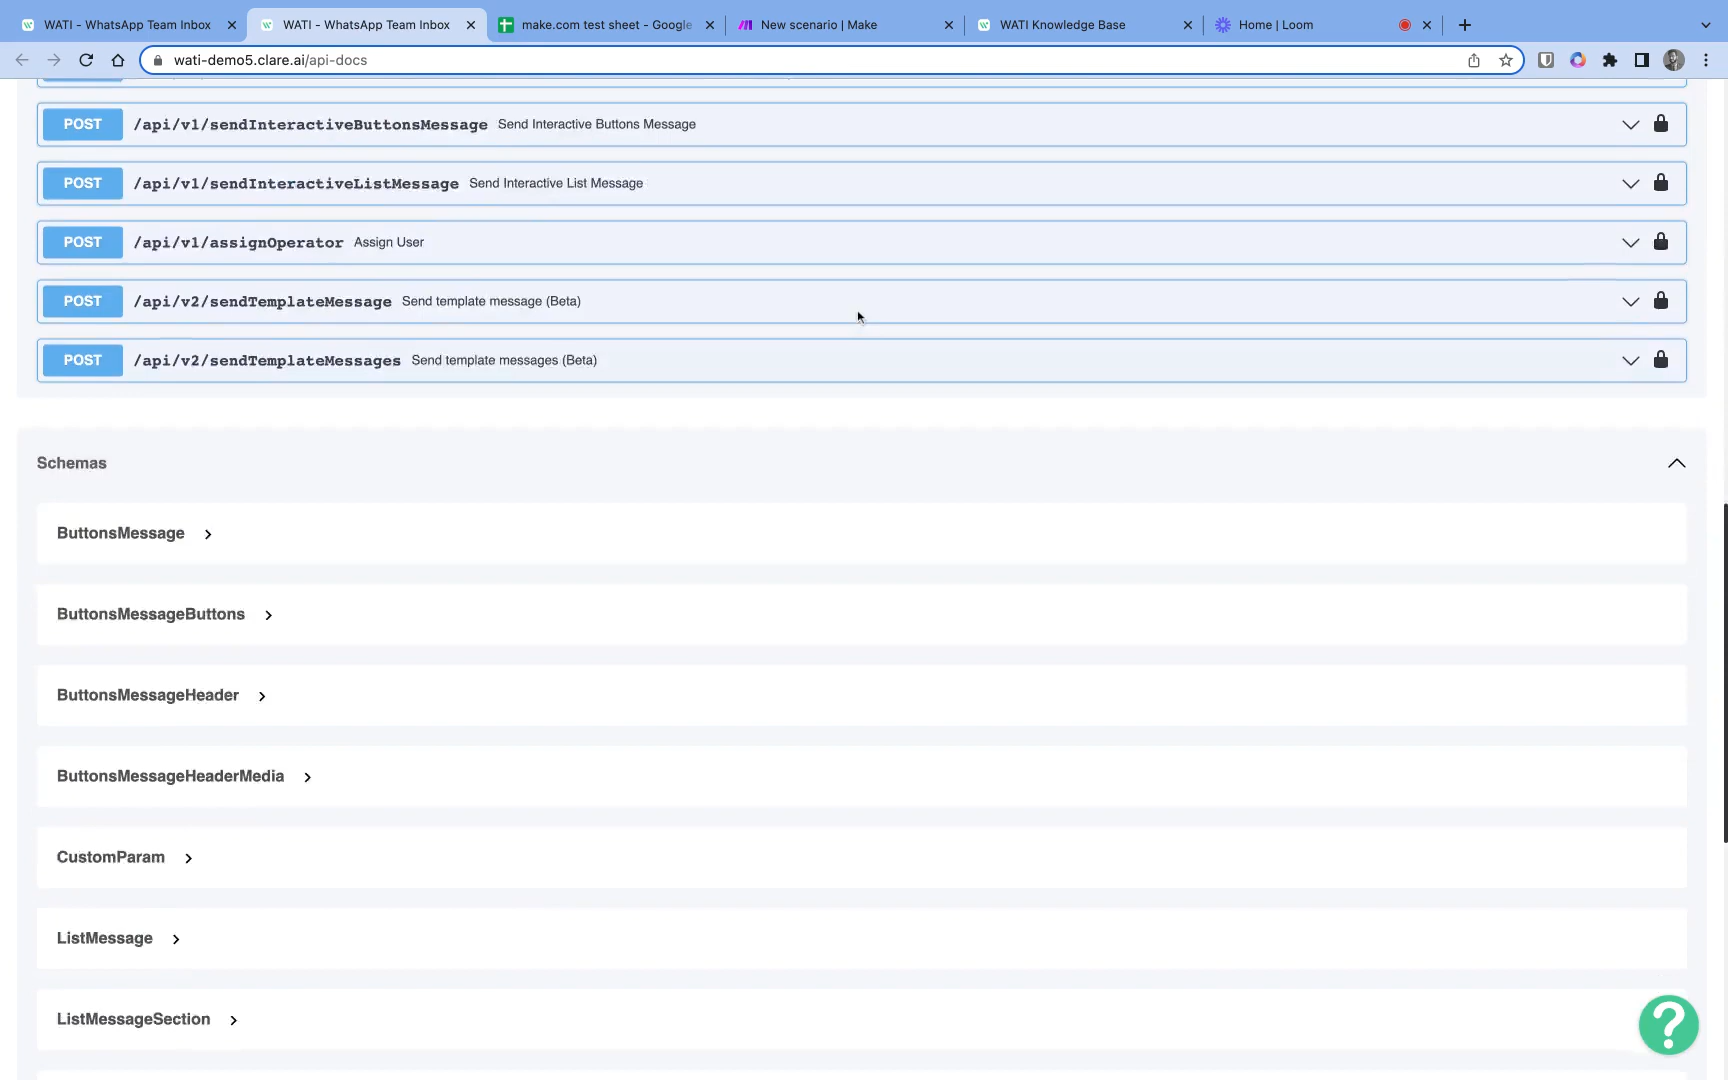 WATI - WhatsApp Team Inbox
WATI - WhatsApp Team Inbox
make.com test sheet - Google
New scenario | Make
WATI Knowledge Base
Home | Loom
wati-demo5.clare.ai/api-docs
POST /api/v1/sendInteractiveButtonsMessage Send Interactive Buttons Message
POST /api/v1/sendInteractiveListMessage Send Interactive List Message
POST /api/v1/assignOperator Assign User
POST /api/v2/sendTemplateMessage Send template message (Beta)
POST /api/v2/sendTemplateMessages Send template messages (Beta)
Schemas
ButtonsMessage
ButtonsMessageButtons
ButtonsMessageHeader
ButtonsMessageHeaderMedia
CustomParam
ListMessage
ListMessageSection